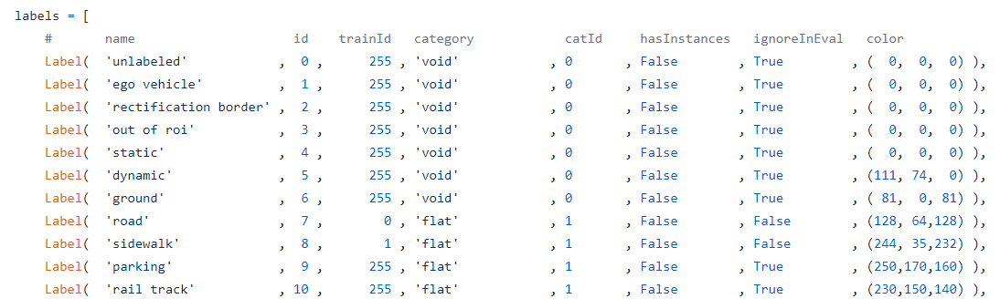 labels = [
    #       name                     id    trainId   category            catId     hasInstances   ignoreInEval   color
    Label(  'unlabeled'            ,  0 ,      255 , 'void'            , 0       , False        , True         , (  0,  0,  0) ),
    Label(  'ego vehicle'          ,  1 ,      255 , 'void'            , 0       , False        , True         , (  0,  0,  0) ),
    Label(  'rectification border' ,  2 ,      255 , 'void'            , 0       , False        , True         , (  0,  0,  0) ),
    Label(  'out of roi'           ,  3 ,      255 , 'void'            , 0       , False        , True         , (  0,  0,  0) ),
    Label(  'static'               ,  4 ,      255 , 'void'            , 0       , False        , True         , (  0,  0,  0) ),
    Label(  'dynamic'              ,  5 ,      255 , 'void'            , 0       , False        , True         , (111, 74,  0) ),
    Label(  'ground'               ,  6 ,      255 , 'void'            , 0       , False        , True         , ( 81,  0, 81) ),
    Label(  'road'                 ,  7 ,        0 , 'flat'            , 1       , False        , False        , (128, 64,128) ),
    Label(  'sidewalk'             ,  8 ,        1 , 'flat'            , 1       , False        , False        , (244, 35,232) ),
    Label(  'parking'              ,  9 ,      255 , 'flat'            , 1       , False        , True         , (250,170,160) ),
    Label(  'rail track'           , 10 ,      255 , 'flat'            , 1       , False        , True         , (230,150,140) ),